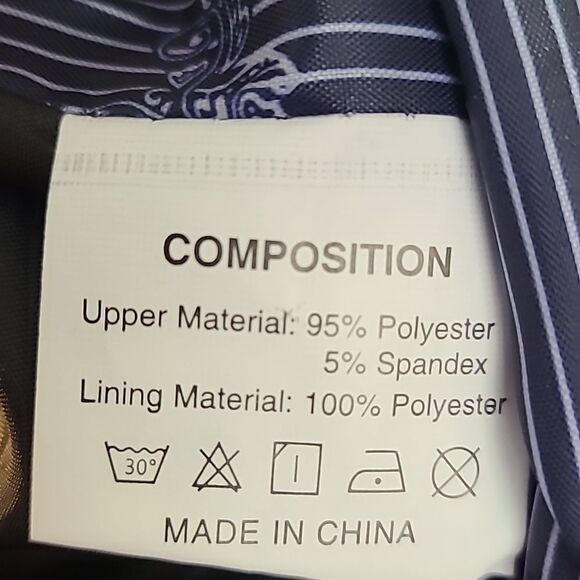 COMPOSITION
Upper Material: 95% Polyester
5% Spandex
Lining Material: 100% Polyester
30°
MADE IN CHINA